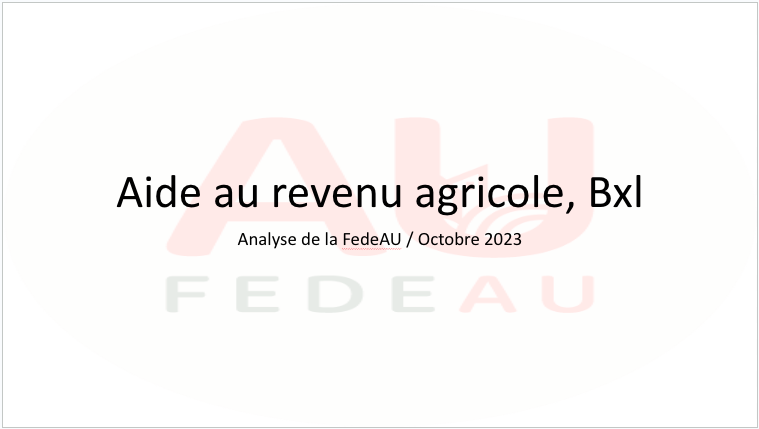 Aide au revenu agricole, Bxl
Analyse de la FedeAU / Octobre 2023
AU
FEDEAU